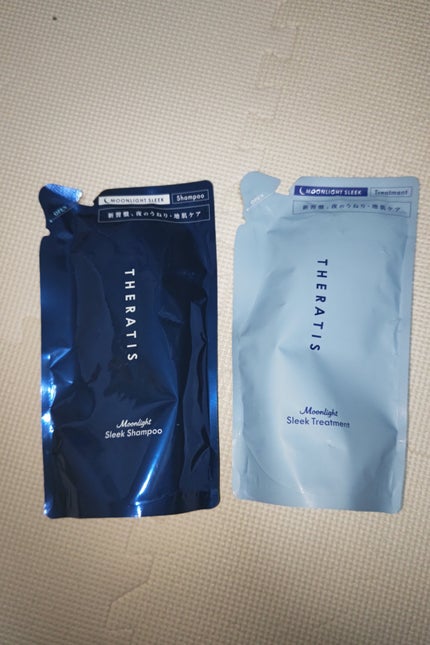 OPEN
MOONLIGHT SLEEK
Shampoo
新習慣、夜のうねり・地肌ケア
THERATIS
Moonlight
Sleek Shampoo
MOONLIGHT SLEEK
Treatment
新習慣、夜のうねり・地肌ケア
THERATIS
Moonlight
Sleek Treatment